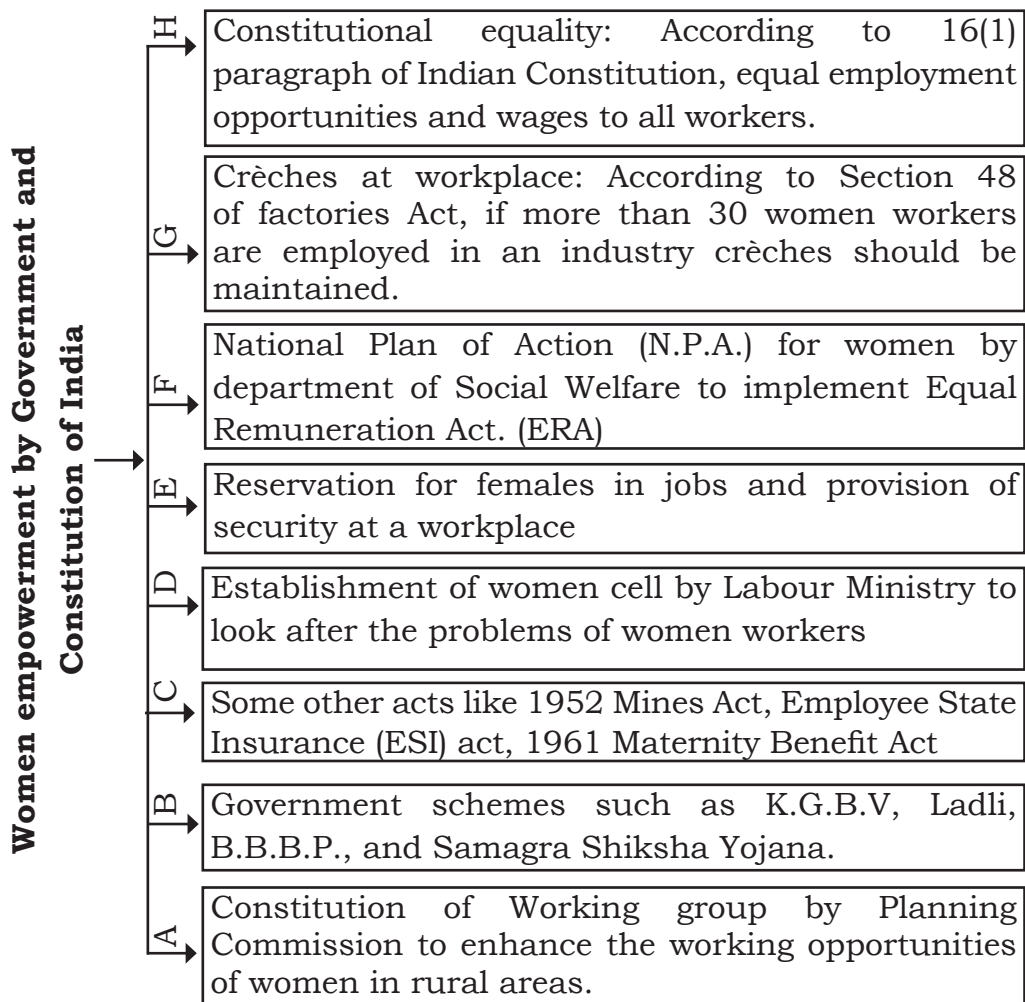 Women empowerment by Government and
Constitution of India
H
Constitutional equality: According to 16(1)
paragraph of Indian Constitution, equal employment
opportunities and wages to all workers.
G
Crèches at workplace: According to Section 48
of factories Act, if more than 30 women workers
are employed in an industry crèches should be
maintained.
F
National Plan of Action (N.P.A.) for women by
department of Social Welfare to implement Equal
Remuneration Act. (ERA)
E
Reservation for females in jobs and provision of
security at a workplace
D
Establishment of women cell by Labour Ministry to
look after the problems of women workers
C
Some other acts like 1952 Mines Act, Employee State
Insurance (ESI) act, 1961 Maternity Benefit Act
B
Government schemes such as K.G.B.V, Ladli,
B.B.B.P., and Samagra Shiksha Yojana.
A
Constitution of Working group by Planning
Commission to enhance the working opportunities
of women in rural areas.